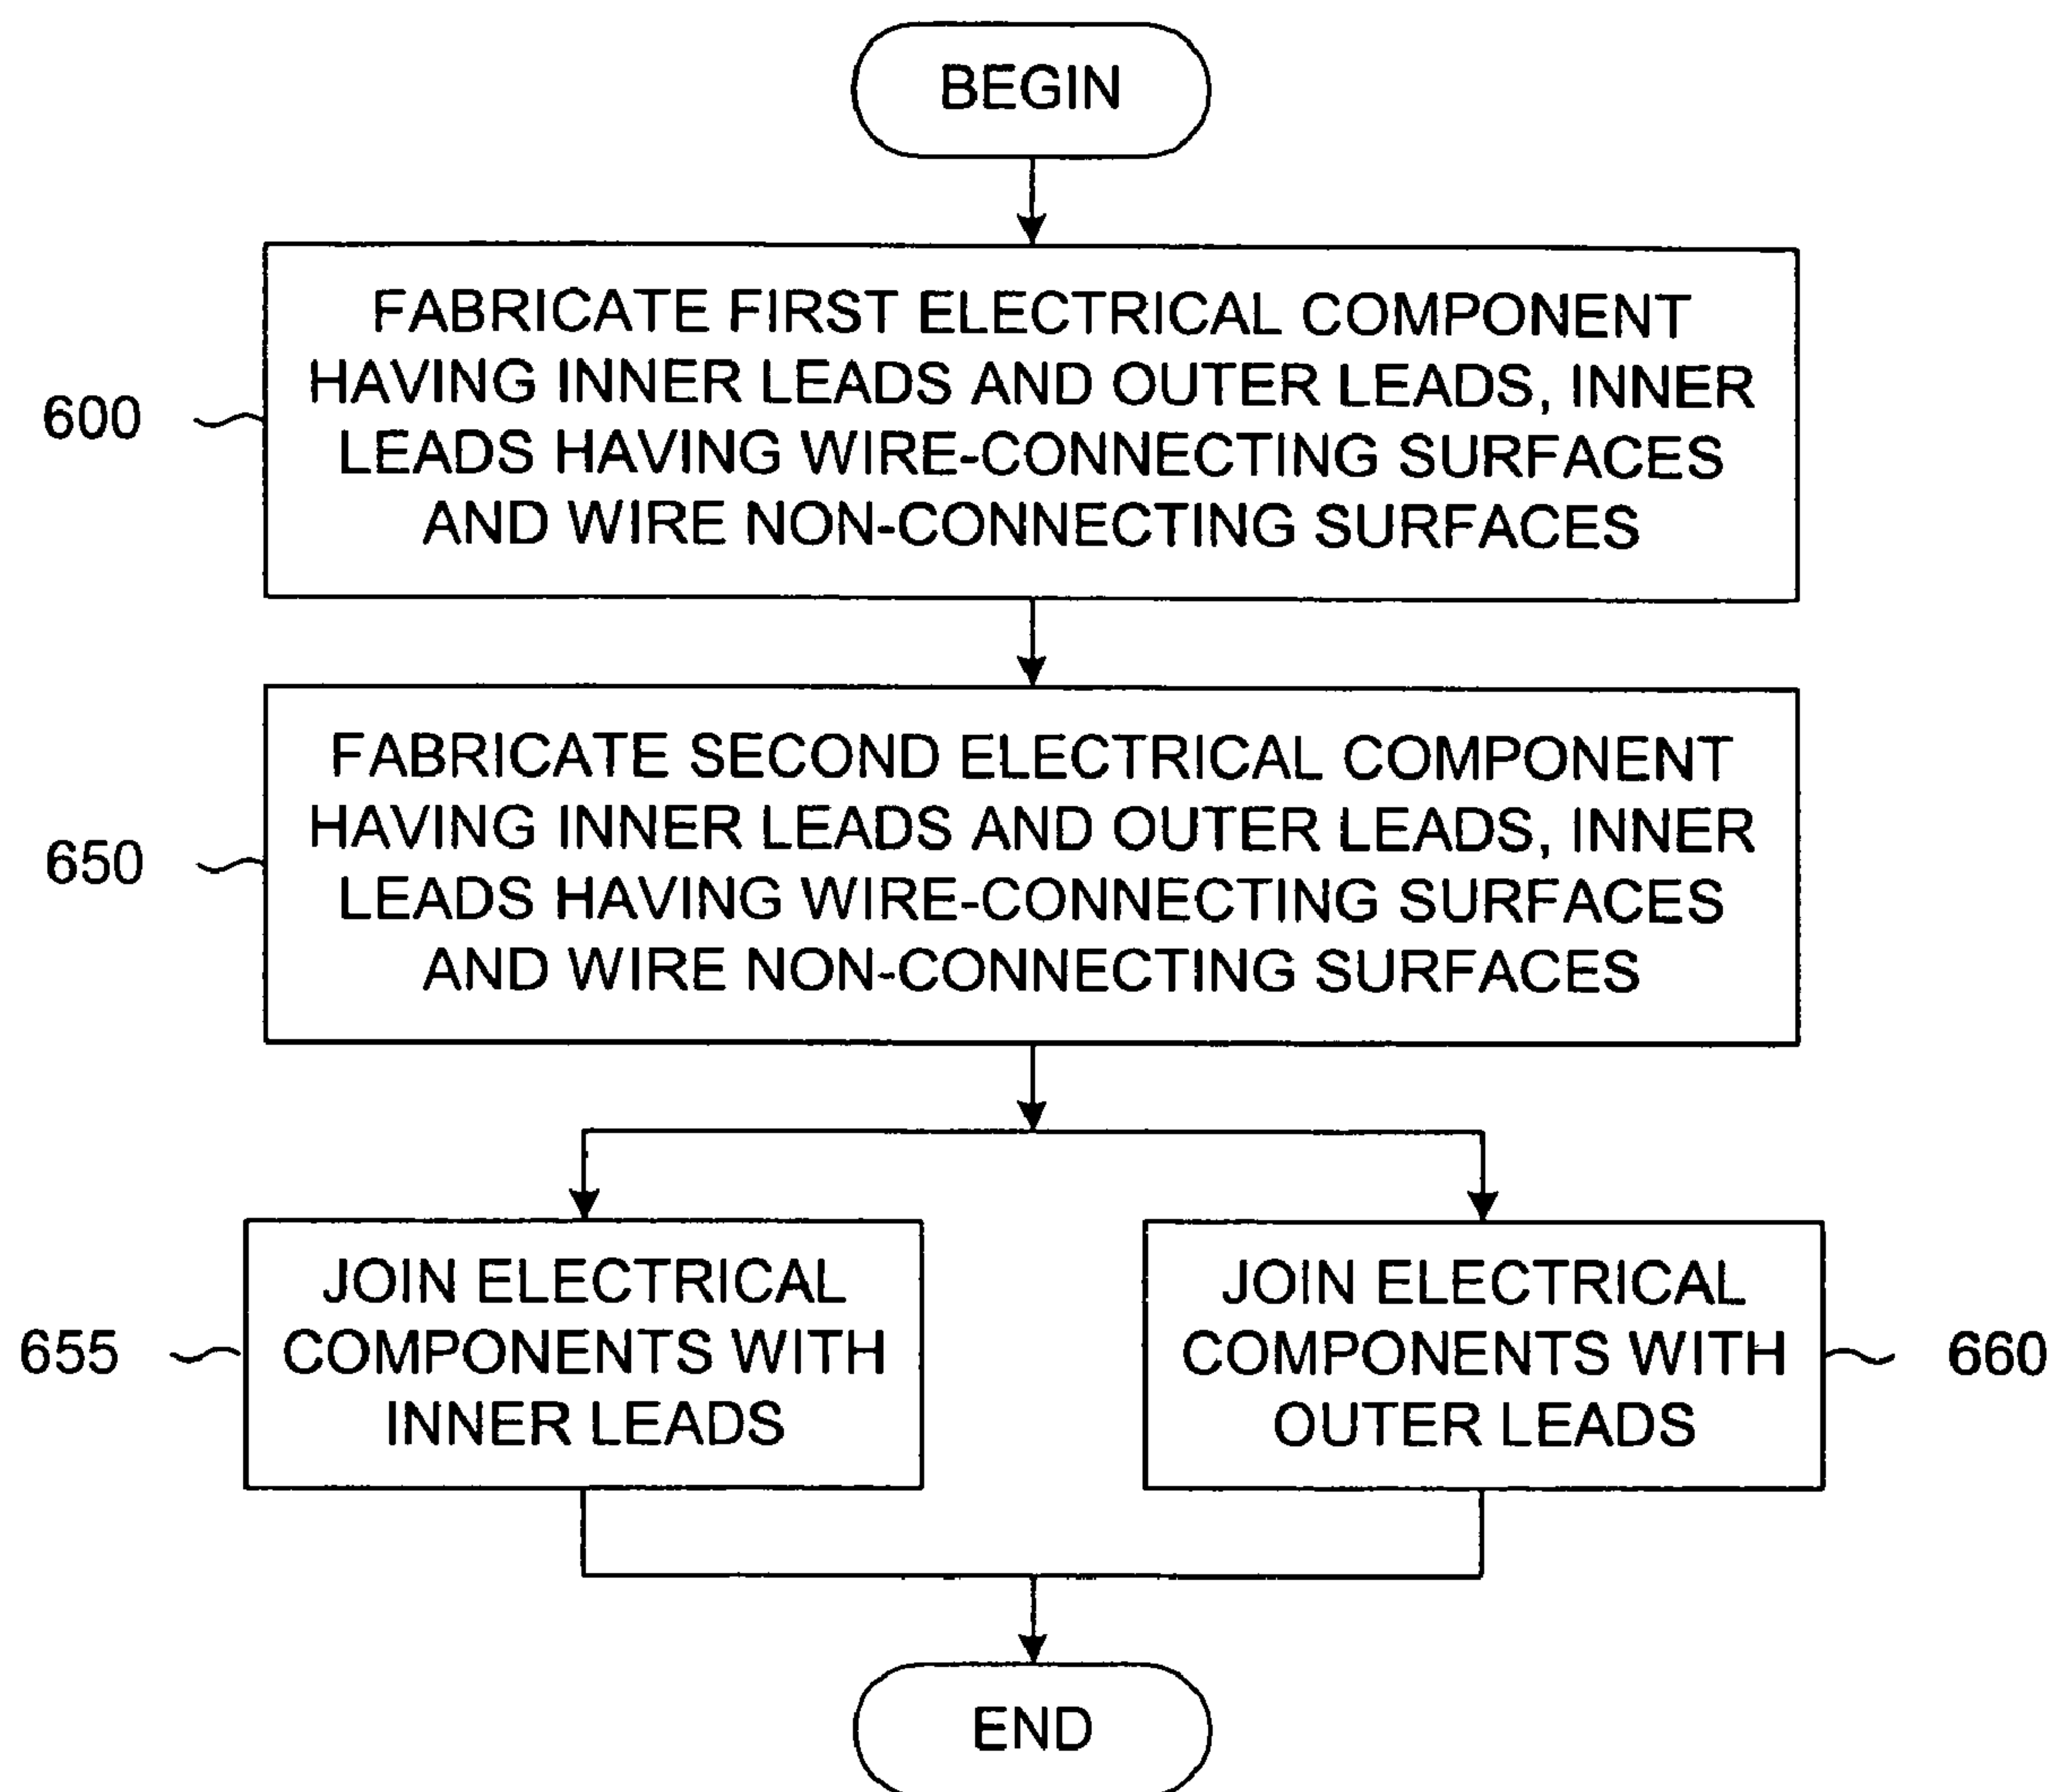 BEGIN
600
FABRICATE FIRST ELECTRICAL COMPONENT
HAVING INNER LEADS AND OUTER LEADS, INNER
LEADS HAVING WIRE-CONNECTING SURFACES
AND WIRE NON-CONNECTING SURFACES
650
FABRICATE SECOND ELECTRICAL COMPONENT
HAVING INNER LEADS AND OUTER LEADS, INNER
LEADS HAVING WIRE-CONNECTING SURFACES
AND WIRE NON-CONNECTING SURFACES
655
JOIN ELECTRICAL
COMPONENTS WITH
INNER LEADS
JOIN ELECTRICAL
COMPONENTS WITH
OUTER LEADS
660
END